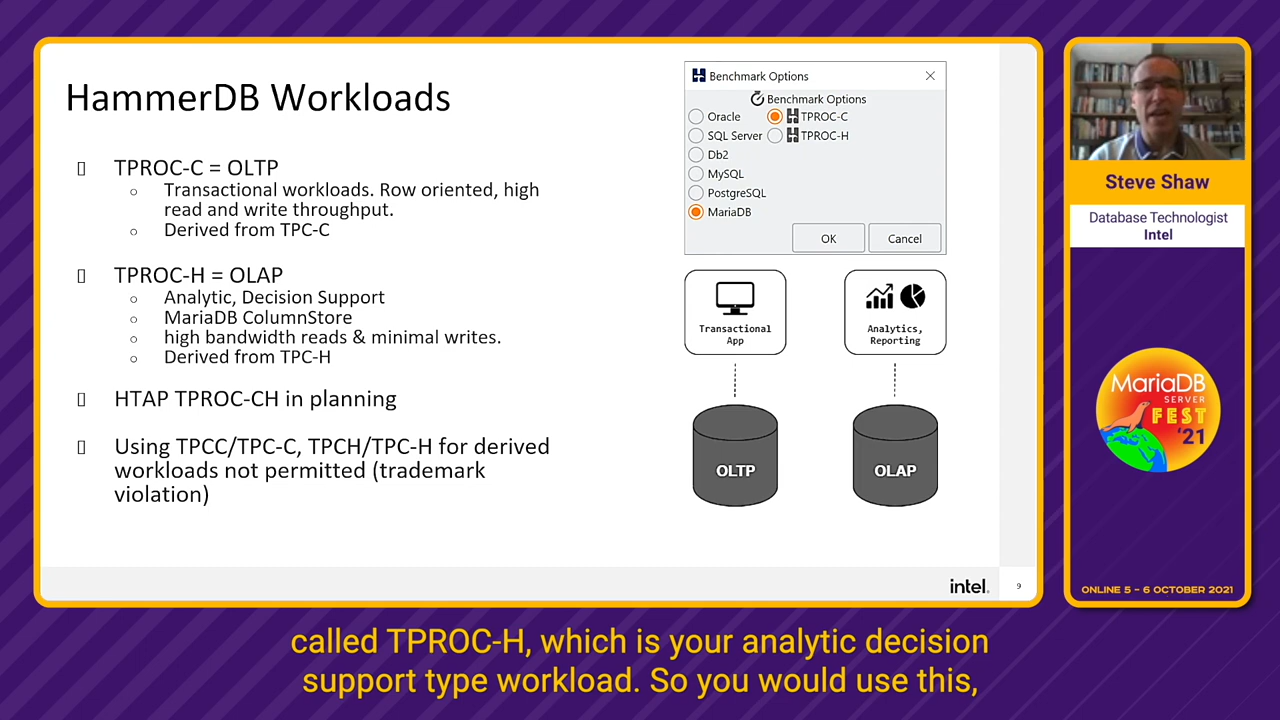 HammerDB Workloads
TPROC-C = OLTP
Transactional workloads. Row oriented, high
read and write throughput.
Derived from TPC-C
TPROC-H = OLAP
Analytic, Decision Support
MariaDB ColumnStore
high bandwidth reads & minimal writes.
Derived from TPC-H
HTAP TPROC-CH in planning
Using TPCC/TPC-C, TPCH/TPC-H for derived
workloads not permitted (trademark
violation)
Benchmark Options
Benchmark Options
Oracle TPROC-C
SQL Server TPROC-H
Db2
MySQL
PostgreSQL
MariaDB
OK Cancel
Transactional
App
Analytics,
Reporting
OLTP
OLAP
intel.
9
Steve Shaw
Database Technologist
Intel
MariaDB
SERVER
FEST
'21
ONLINE 5 - 6 OCTOBER 2021
called TPROC-H, which is your analytic decision
support type workload. So you would use this,